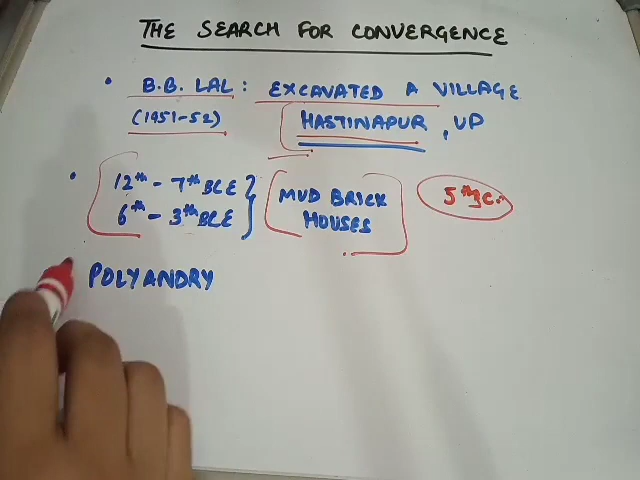 THE SEARCH FOR CONVERGENCE
• B.B. LAL: EXCAVATED A VILLAGE
(1951-52) HASTINAPUR, UP
• 12th - 7th BCE
6th - 3rd BCE
MUD BRICK
HOUSES
POLYANDRY